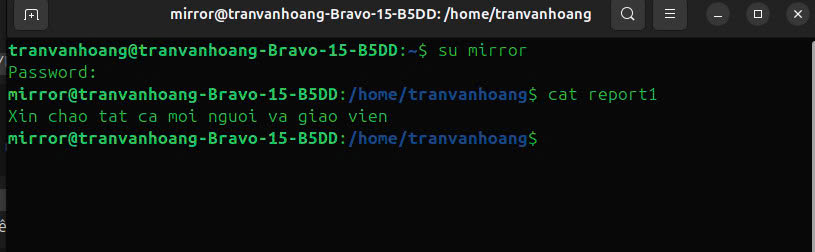 mirror@tranvanhoang-Bravo-15-B5DD: /home/tranvanhoang
tranvanhoang@tranvanhoang-Bravo-15-B5DD:~$ su mirror
Password:
mirror@tranvanhoang-Bravo-15-B5DD:/home/tranvanhoang$ cat report1
Xin chao tat ca moi nguoi va giao vien
mirror@tranvanhoang-Bravo-15-B5DD:/home/tranvanhoang$